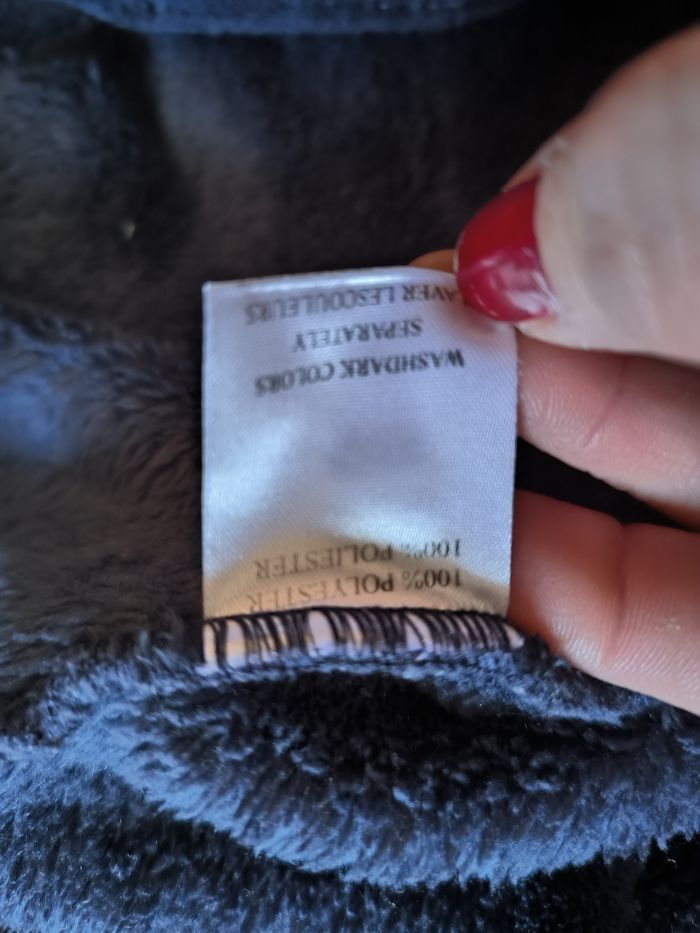 100% POLYESTER
100% POLIESTER
WASHDARK COLORS
SEPARATELY
AVER LESCOULEURS